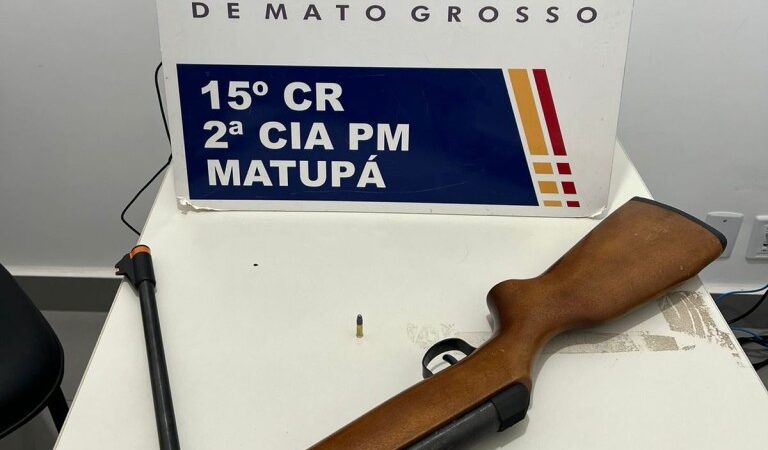 DE MATO GROSSO
15º CR
2ª CIA PM
MATUPÁ